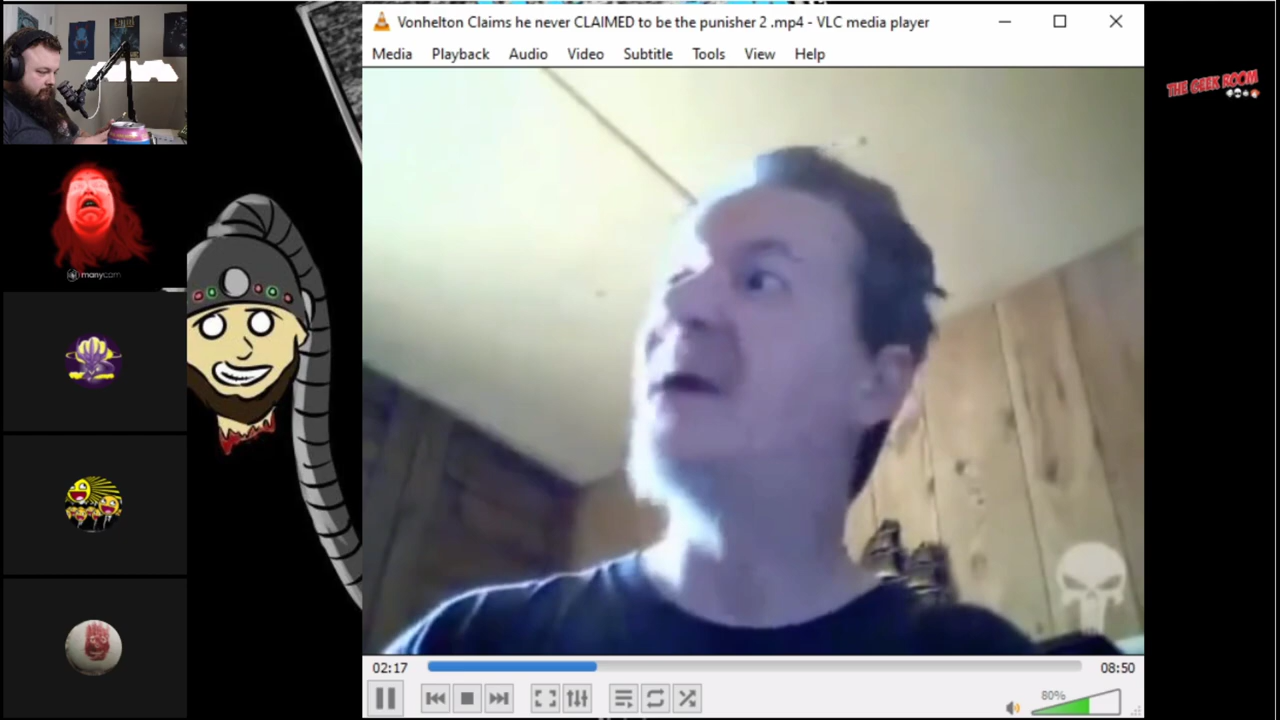 Vonhelton Claims he never CLAIMED to be the punisher 2 .mp4 - VLC media player
Media Playback Audio Video Subtitle Tools View Help
THE GEEK ROOM
manycam
02:17
08:50
80%